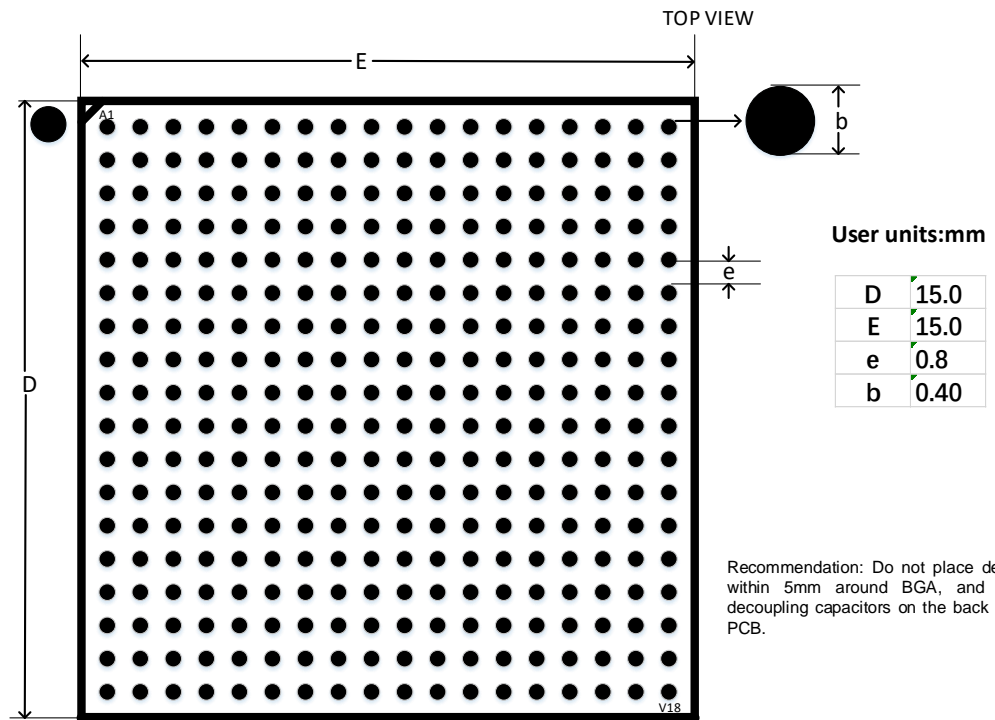 TOP VIEW
E
A1
b
User units:mm
e
D 15.0
E 15.0
e 0.8
b 0.40
D
Recommendation: Do not place
within 5mm around BGA, and
decoupling capacitors on the back
PCB.
V18